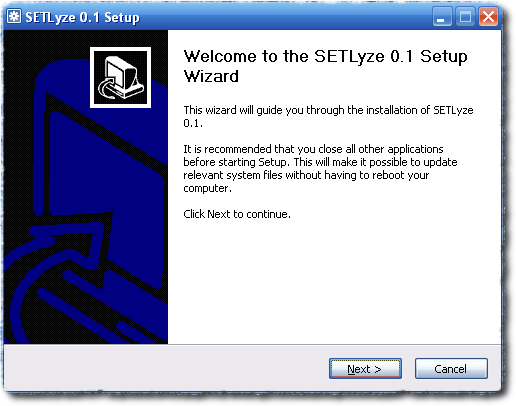 SETLyze 0.1 Setup
Welcome to the SETLyze 0.1 Setup
Wizard
This wizard will guide you through the installation of SETLyze
0.1.
It is recommended that you close all other applications
before starting Setup. This will make it possible to update
relevant system files without having to reboot your
computer.
Click Next to continue.
Next >
Cancel